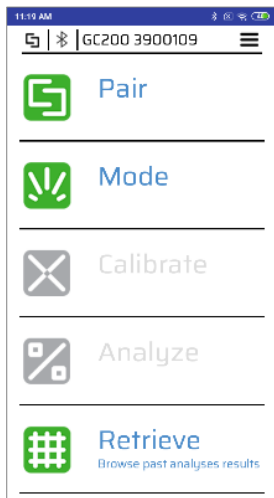 11:19 AM
GC200 3900109
Pair
Mode
Calibrate
Analyze
Retrieve
Browse past analyses results